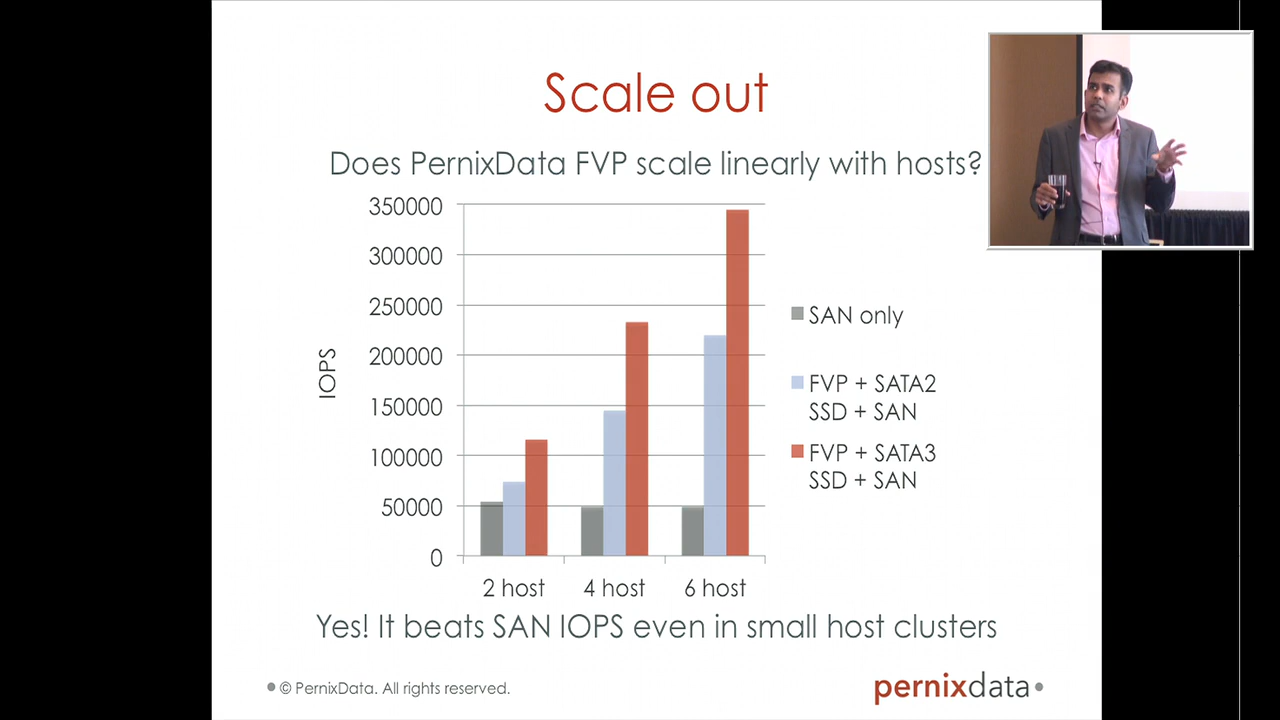 Scale out
Does PernixData FVP scale linearly with hosts?
350000
300000
250000
200000
150000
100000
50000
0
IOPS
2 host
4 host
6 host
SAN only
FVP + SATA2
SSD + SAN
FVP + SATA3
SSD + SAN
Yes! It beats SAN IOPS even in small host clusters
© PernixData. All rights reserved.
pernixdata